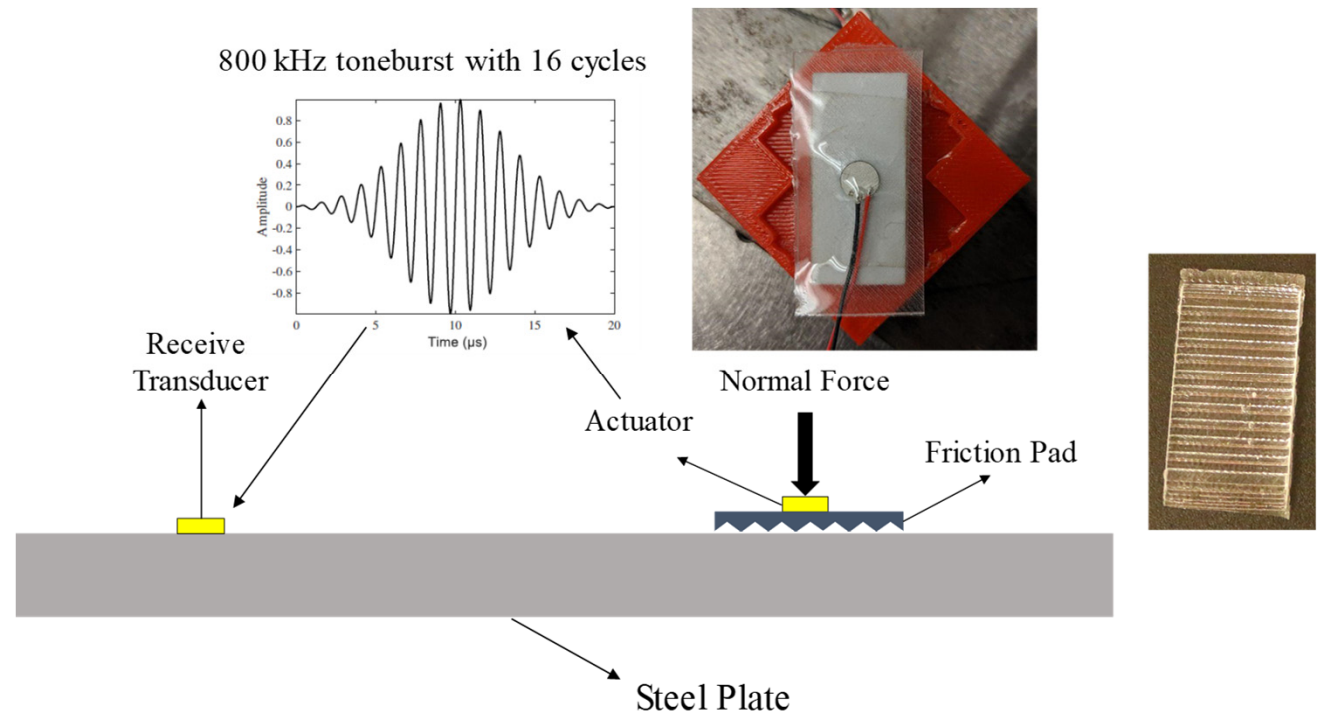 800 kHz toneburst with 16 cycles
Amplitude
0.8
0.6
0.4
0.2
0
-0.2
-0.4
-0.6
-0.8
0
5
10
15
20
Time (μs)
Receive
Transducer
Actuator
Normal Force
Friction Pad
Steel Plate